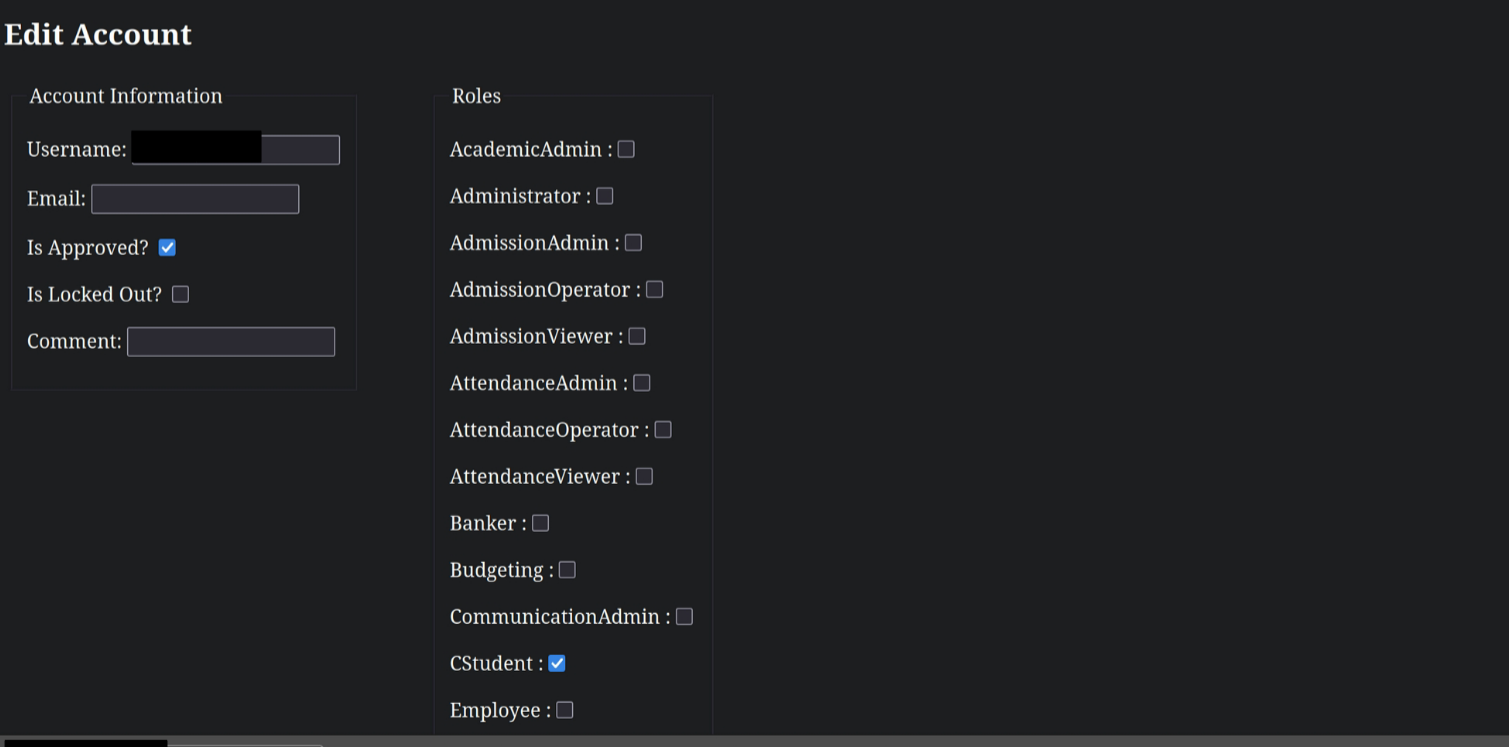 Edit Account
Account Information
Username:
Email:
Is Approved?
Is Locked Out?
Comment:
Roles
AcademicAdmin :
Administrator :
AdmissionAdmin :
AdmissionOperator :
AdmissionViewer :
AttendanceAdmin :
AttendanceOperator :
AttendanceViewer :
Banker :
Budgeting :
CommunicationAdmin :
CStudent :
Employee :